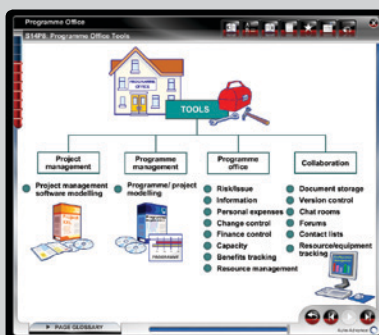 Programme Office
S14P8. Programme Office Tools
PROGRAMME
OFFICE
TOOLS
Project
management
Programme
management
Programme
office
Collaboration
Project management
software modelling
Programme/ project
modelling
Risk/Issue
Information
Personal expenses
Change control
Finance control
Capacity
Benefits tracking
Resource management
Document storage
Version control
Chat rooms
Forums
Contact lists
Resource/equipment
tracking
PAGE GLOSSARY